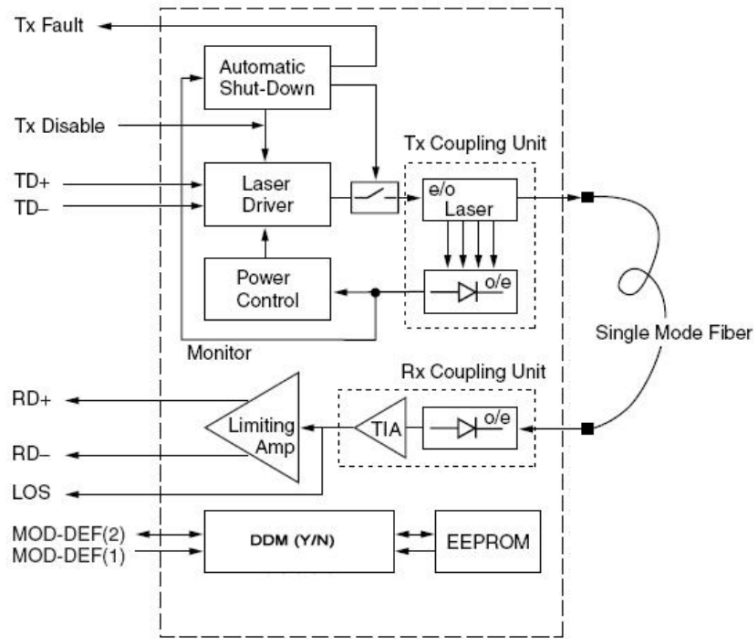 Tx Fault
Automatic
Shut-Down
Tx Disable
Tx Coupling Unit
TD+
TD–
Laser
Driver
e/o
Laser
Power
Control
o/e
Monitor
Single Mode Fiber
Rx Coupling Unit
RD+
RD–
Limiting
Amp
TIA
o/e
LOS
MOD-DEF(2)
MOD-DEF(1)
DDM (Y/N)
EEPROM